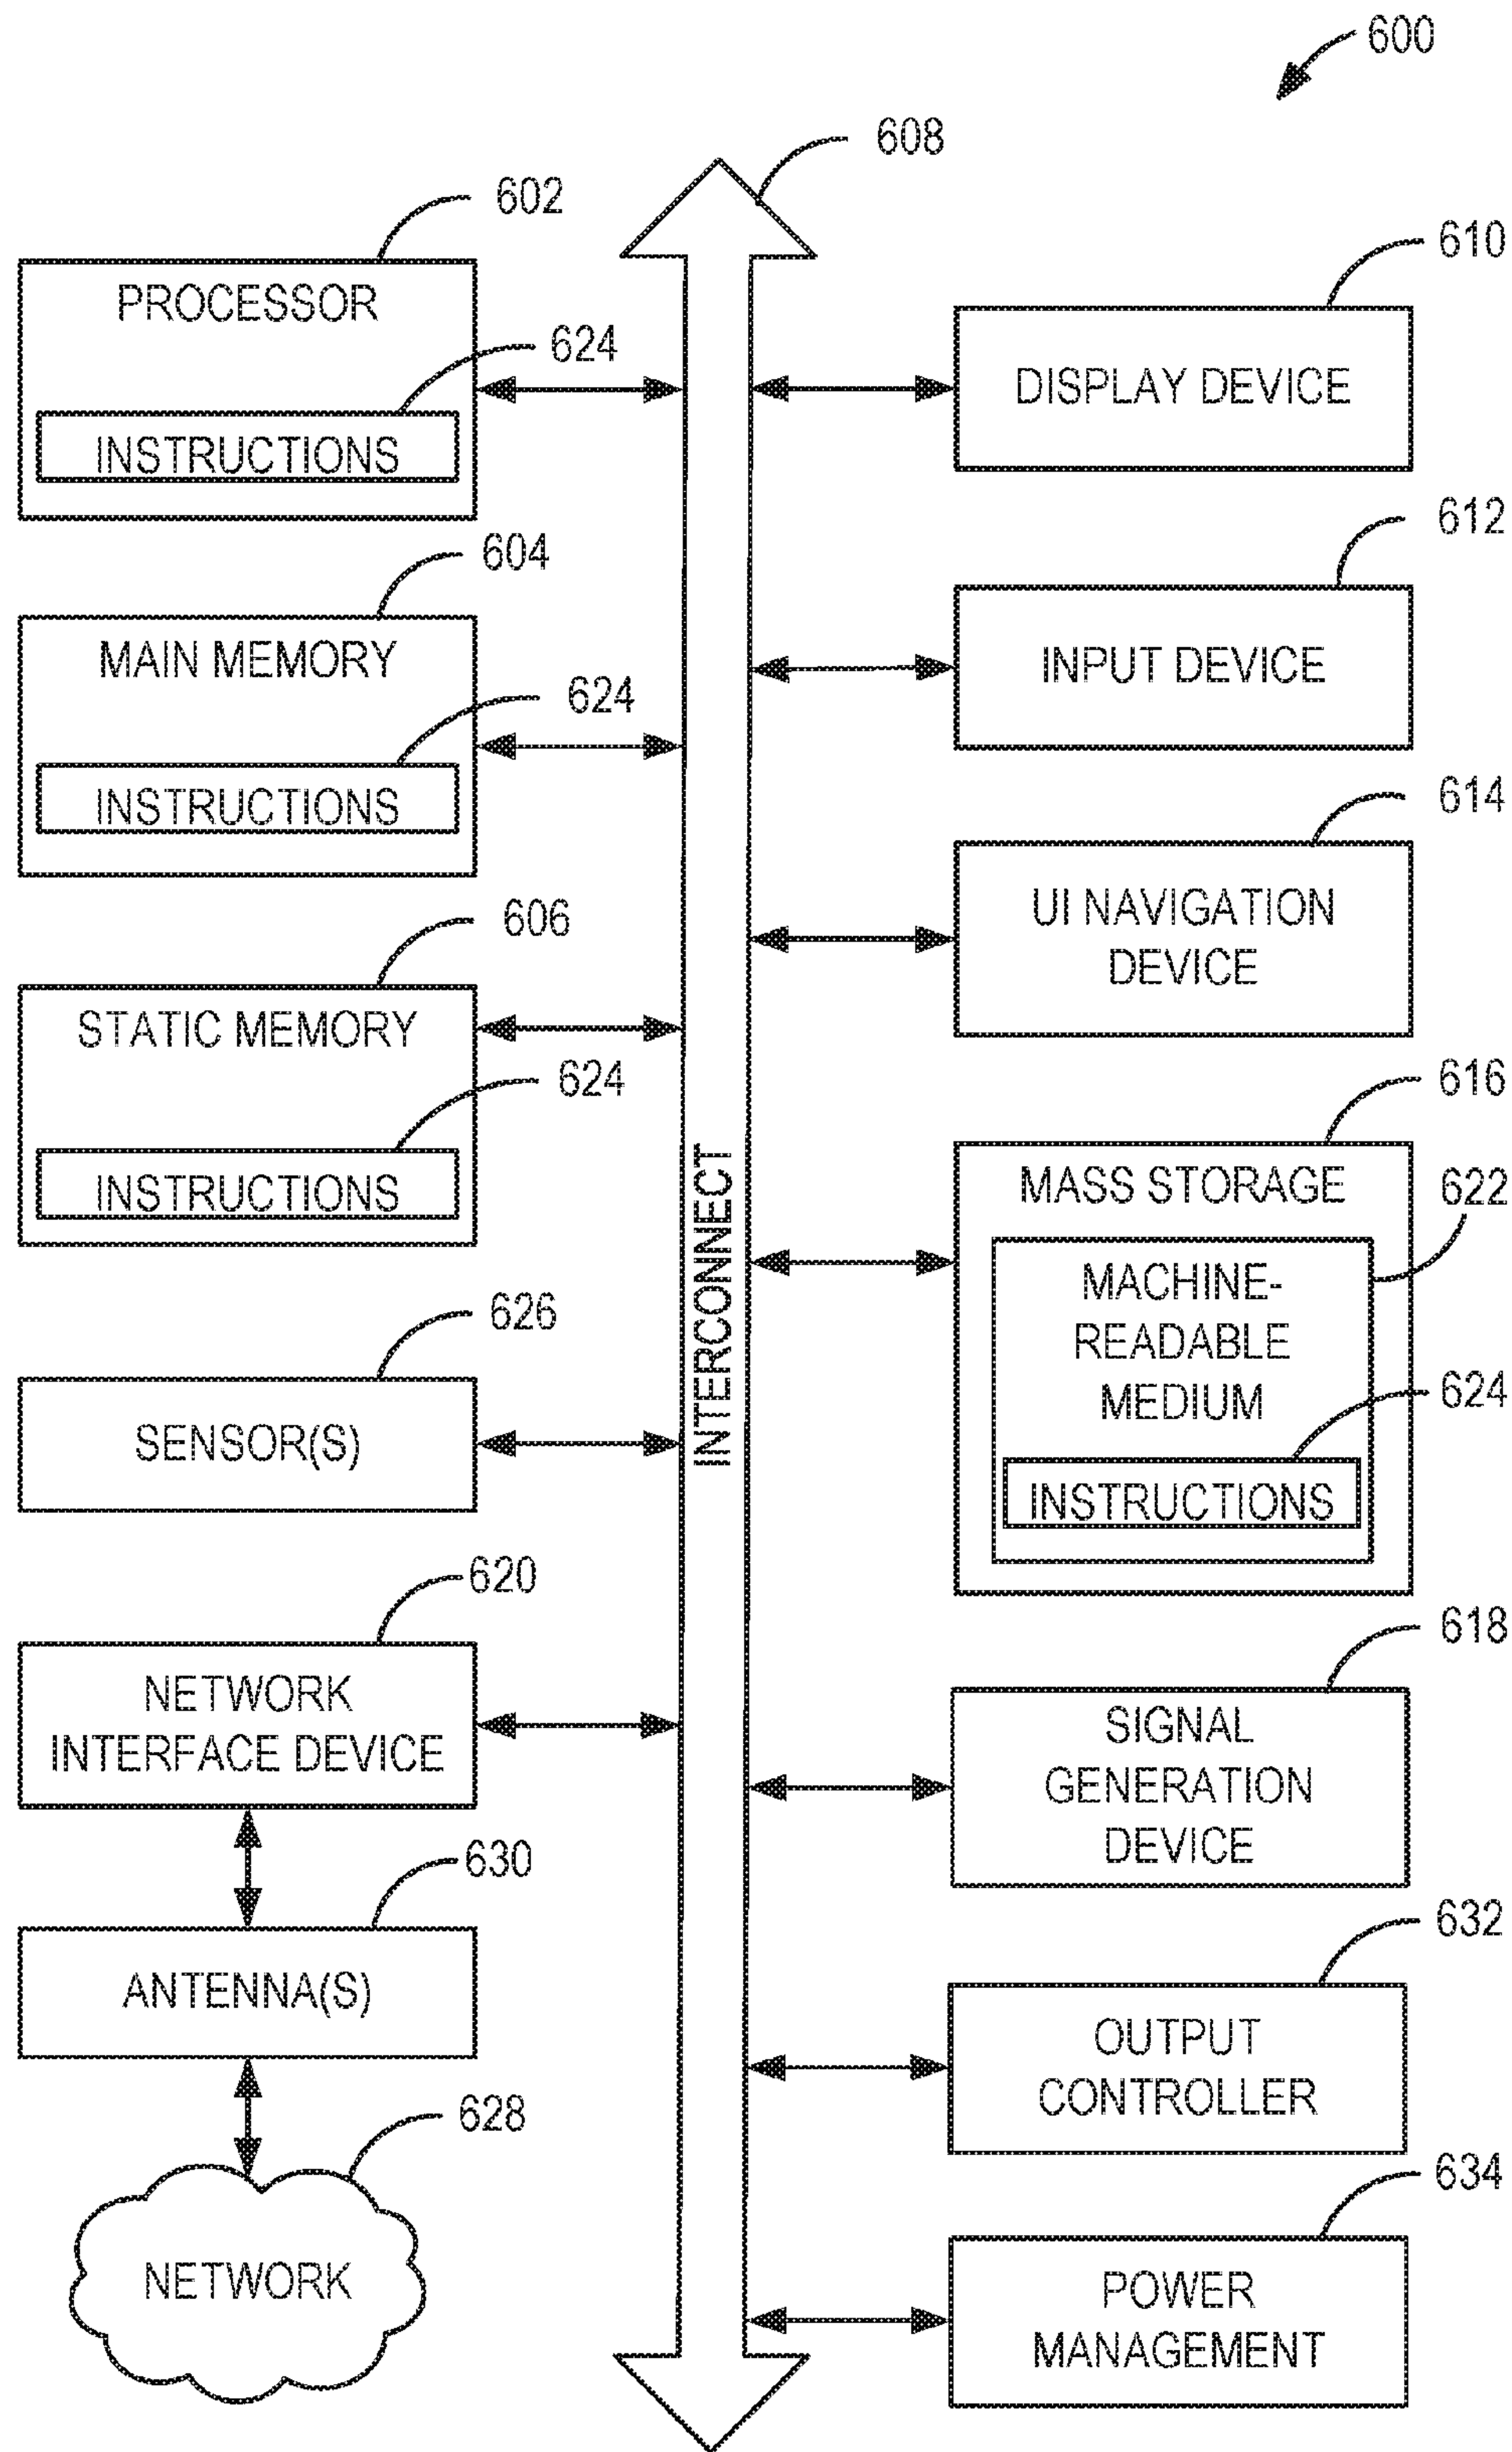 600
608
602
PROCESSOR
624
INSTRUCTIONS
604
MAIN MEMORY
624
INSTRUCTIONS
606
STATIC MEMORY
624
INSTRUCTIONS
626
SENSOR(S)
620
NETWORK
INTERFACE DEVICE
630
ANTENNA(S)
628
NETWORK
INTERCONNECT
610
DISPLAY DEVICE
612
INPUT DEVICE
614
UI NAVIGATION
DEVICE
616
MASS STORAGE
622
MACHINE-
READABLE
MEDIUM
624
INSTRUCTIONS
618
SIGNAL
GENERATION
DEVICE
632
OUTPUT
CONTROLLER
634
POWER
MANAGEMENT